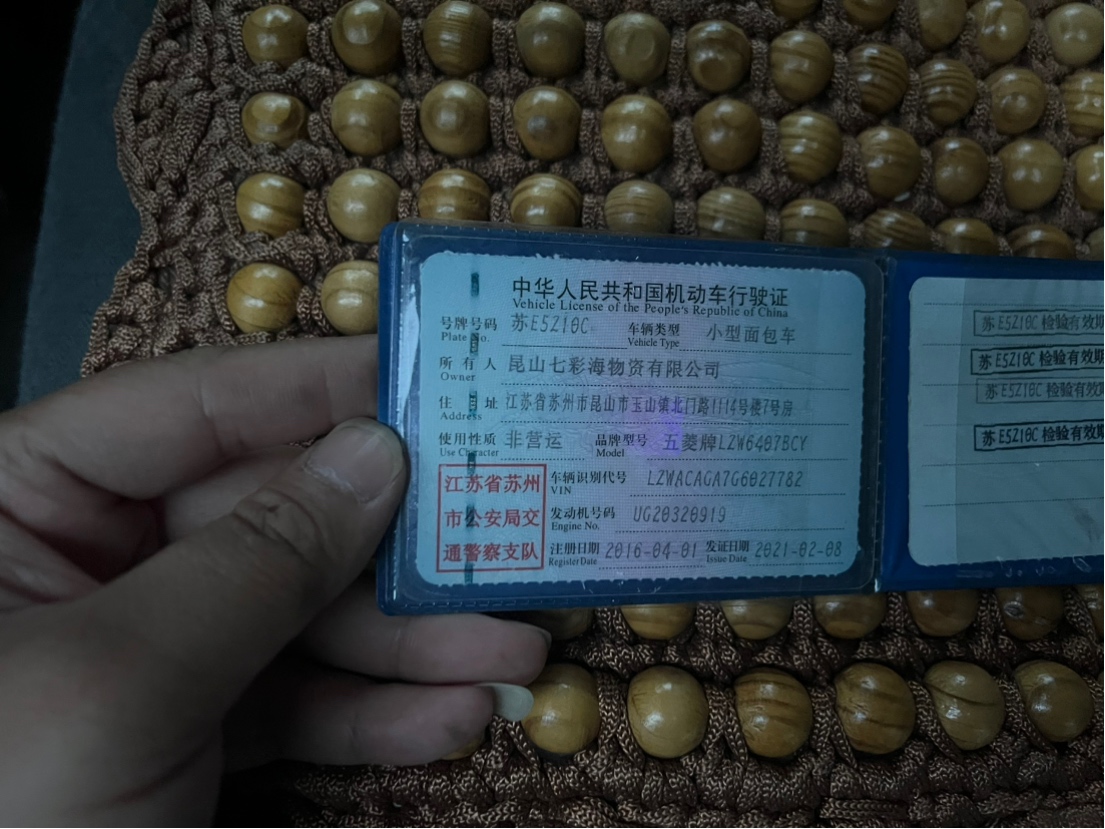 中华人民共和国机动车行驶证
Vehicle License of the People's Republic of China
号牌号码 苏E5Z10C 车辆类型 小型面包车
Plate No. Vehicle Type
所有人 昆山七彩海物资有限公司
Owner
住址 江苏省苏州市昆山市玉山镇北门路1114号楼7号房
Address
使用性质 非营运 品牌型号 五菱牌LZW6407BCY
Use Character Model
江苏省苏州
市公安局交
通警察支队
车辆识别代号 LZWACAGA7G6027782
VIN
发动机号码 UG20320919
Engine No.
注册日期 2016-04-01 发证日期 2021-02-08
Register Date Issue Date
苏E5Z10C 检验有效期
苏E5Z10C 检验有效期
苏E5Z10C 检验有效期
苏E5Z10C 检验有效期